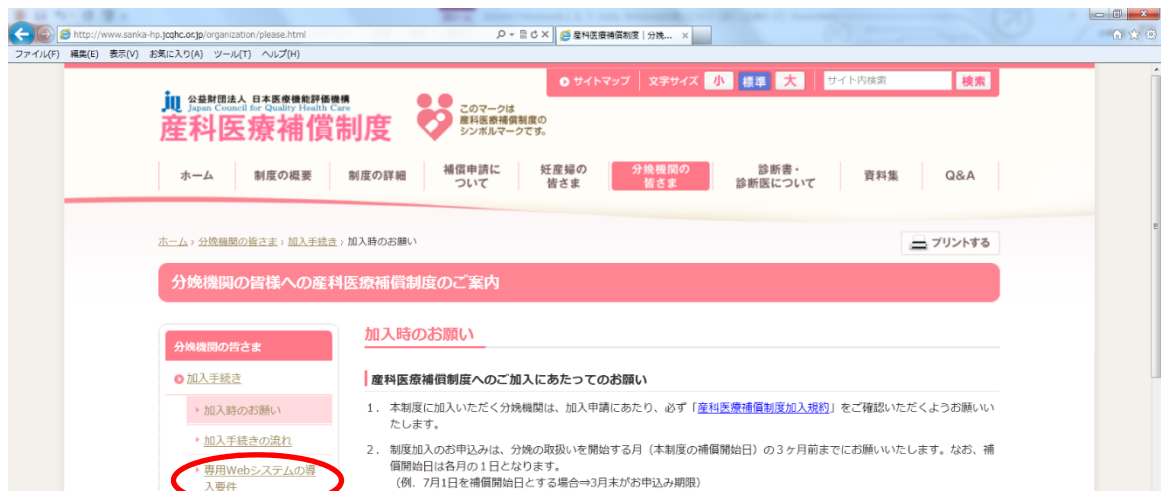 http://www.sanka-hp.jcqhc.or.jp/organization/please.html
産科医療補償制度｜分娩...
ファイル(F) 編集(E) 表示(V) お気に入り(A) ツール(T) ヘルプ(H)
サイトマップ 文字サイズ 小 標準 大 サイト内検索 検索
公益財団法人 日本医療機能評価機構
Japan Council for Quality Health Care
産科医療補償制度
このマークは
産科医療補償制度の
シンボルマークです。
ホーム 制度の概要 制度の詳細 補償申請に
ついて 妊産婦の
皆さま 分娩機関の
皆さま 診断書・
診断医について 資料集 Q&A
ホーム › 分娩機関の皆さま › 加入手続き › 加入時のお願い
プリントする
分娩機関の皆様への産科医療補償制度のご案内
分娩機関の皆さま
加入手続き
加入時のお願い
加入手続きの流れ
専用Webシステムの導
入要件
加入時のお願い
産科医療補償制度へのご加入にあたってのお願い
1. 本制度に加入いただく分娩機関は、加入申請にあたり、必ず「産科医療補償制度加入規約」をご確認いただくようお願いい
たします。
2. 制度加入のお申込みは、分娩の取扱いを開始する月（本制度の補償開始日）の３ヶ月前までにお願いいたします。なお、補
償開始日は各月の１日となります。
（例．7月1日を補償開始日とする場合⇒3月末がお申込み期限）